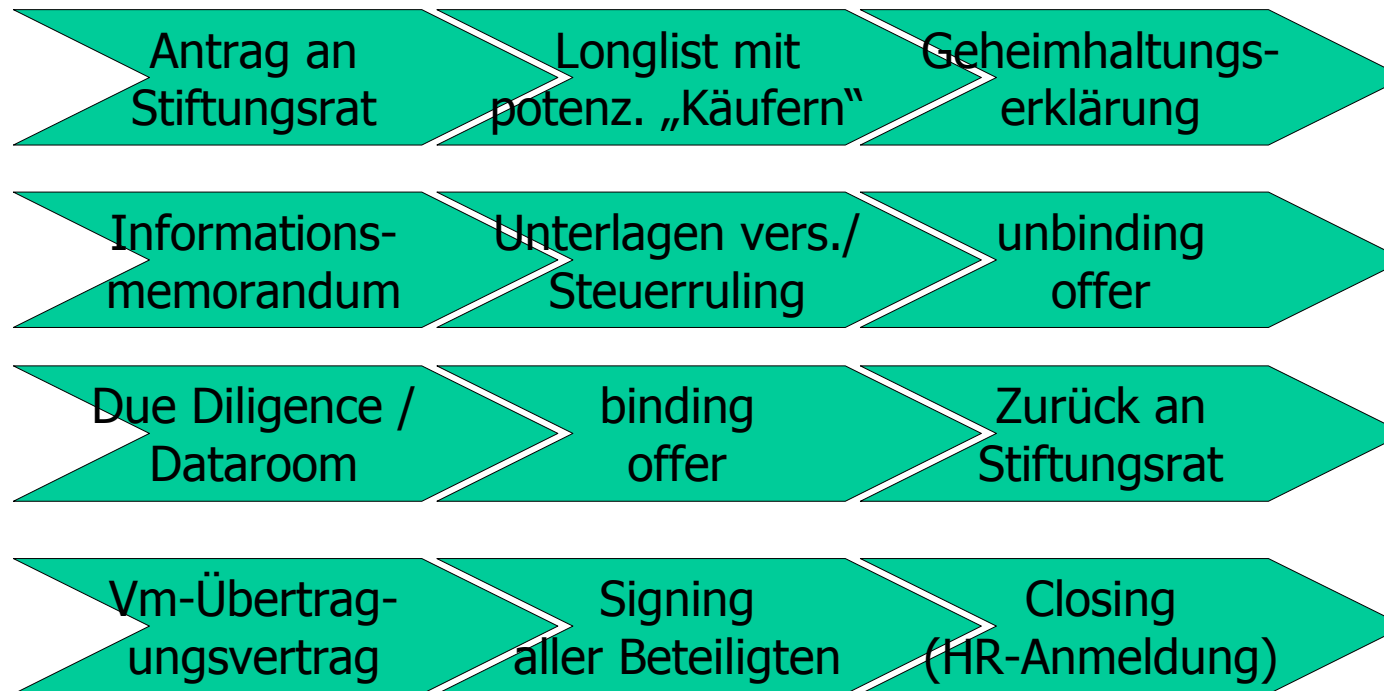 Antrag an
Stiftungsrat
Longlist mit
potenz. „Käufern“
Geheimhaltungs-
erklärung
Informations-
memorandum
Unterlagen vers./
Steuerruling
unbinding
offer
Due Diligence /
Dataroom
binding
offer
Zurück an
Stiftungsrat
Vm-Übertrag-
ungsvertrag
Signing
aller Beteiligten
Closing
(HR-Anmeldung)